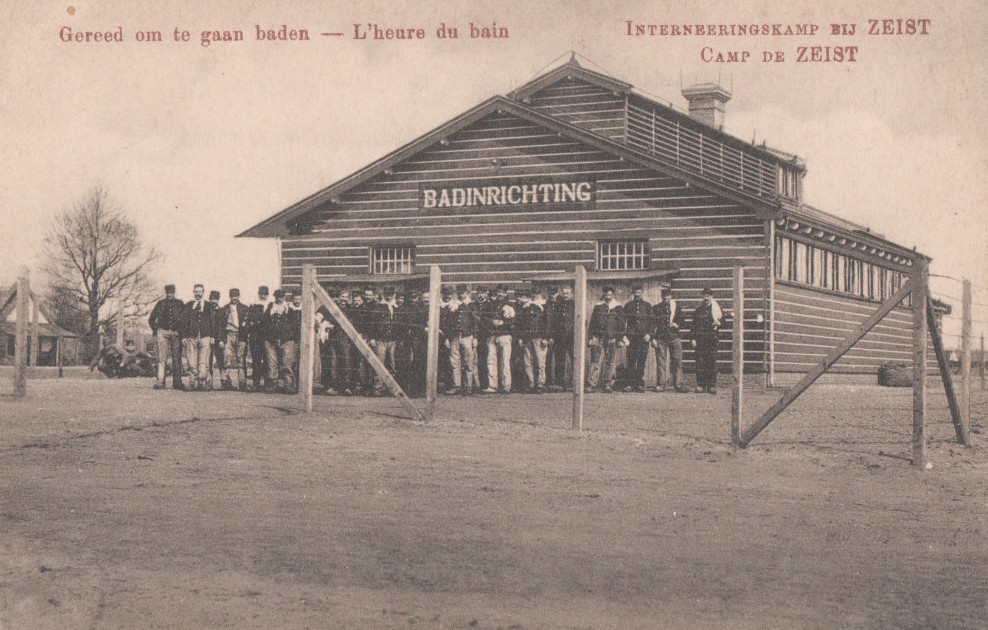 Gereed om te gaan baden — L'heure du bain
Interneeringskamp bij ZEIST
Camp de ZEIST
BADINRICHTING